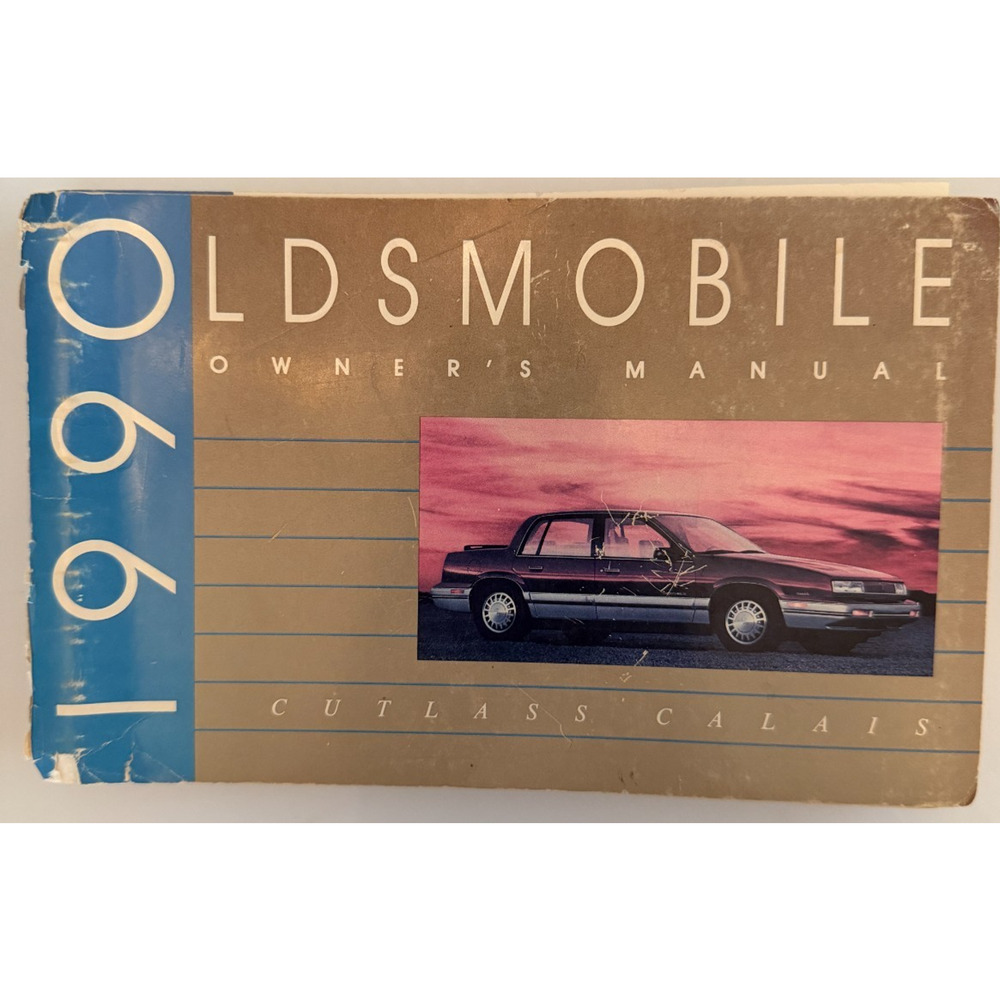 1990
OLDSMOBILE
OWNER'S MANUAL
CUTLASS CALAIS